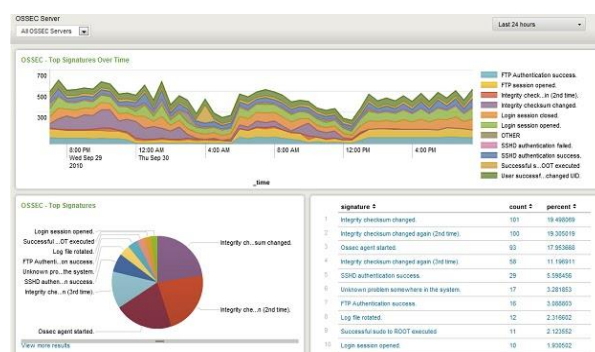 OSSEC Server
All OSSEC Servers
Last 24 hours
OSSEC - Top Signatures Over Time
700
500
300
8:00 PM
Wed Sep 29
2010
12:00 AM
Thu Sep 30
4:00 AM
8:00 AM
12:00 PM
4:00 PM
_time
FTP Authentication success.
FTP session opened.
Integrity check...n (2nd time).
Integrity checksum changed.
Login session closed.
Login session opened.
OTHER
SSHD authentication failed.
SSHD authentication success.
Successful s...OOT executed
User successf...changed UID.
OSSEC - Top Signatures
Login session opened.
Successful ...OT executed
Log file rotated.
FTP Authenti...on success.
Unknown pro...the system.
SSHD authen...n success.
Integrity che...n (3rd time).
Ossec agent started.
Integrity ch...sum changed.
Integrity che...n (2nd time).
View more results
signature count percent
1 Integrity checksum changed. 101 19.498069
2 Integrity checksum changed again (2nd time). 100 19.305019
3 Ossec agent started. 93 17.953668
4 Integrity checksum changed again (3rd time). 58 11.196911
5 SSHD authentication success. 29 5.598456
6 Unknown problem somewhere in the system. 17 3.281853
7 FTP Authentication success. 16 3.088803
8 Log file rotated. 12 2.316602
9 Successful sudo to ROOT executed 11 2.123552
10 Login session opened. 10 1.930502